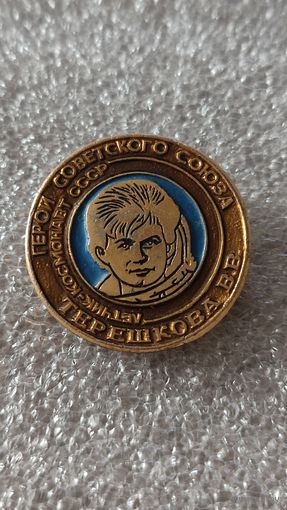 ГЕРОЙ СОВЕТСКОГО СОЮЗА
КОСМОНАВТ СССР
ТЕРЕШКОВА В.В.